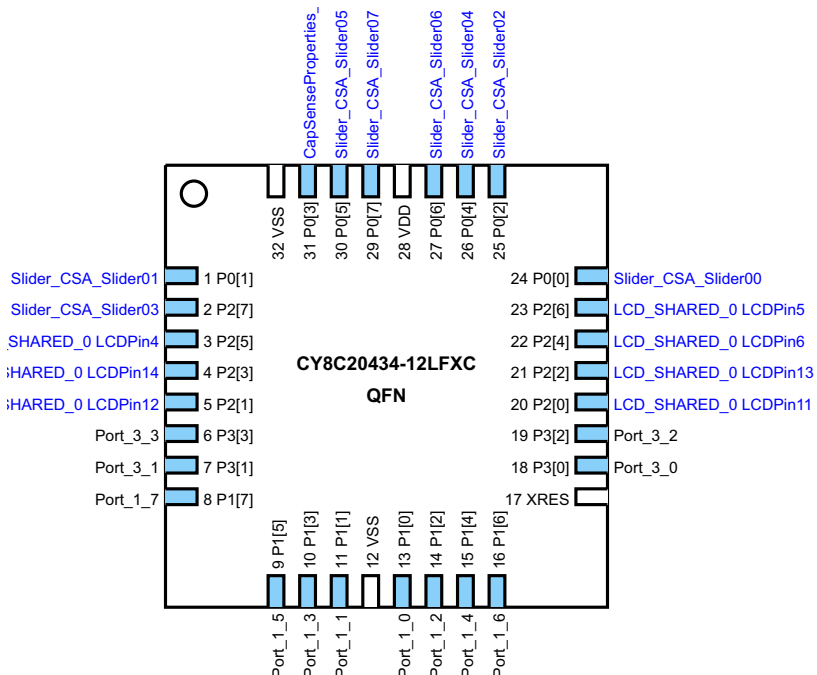 CapSenseProperties_
Slider_CSA_Slider05
Slider_CSA_Slider07
Slider_CSA_Slider06
Slider_CSA_Slider04
Slider_CSA_Slider02
32 VSS
31 P0[3]
30 P0[5]
29 P0[7]
28 VDD
27 P0[6]
26 P0[4]
25 P0[2]
Slider_CSA_Slider01 1 P0[1]
Slider_CSA_Slider03 2 P2[7]
_SHARED_0 LCDPin4 3 P2[5]
SHARED_0 LCDPin14 4 P2[3]
SHARED_0 LCDPin12 5 P2[1]
Port_3_3 6 P3[3]
Port_3_1 7 P3[1]
Port_1_7 8 P1[7]
CY8C20434-12LFXC
QFN
24 P0[0] Slider_CSA_Slider00
23 P2[6] LCD_SHARED_0 LCDPin5
22 P2[4] LCD_SHARED_0 LCDPin6
21 P2[2] LCD_SHARED_0 LCDPin13
20 P2[0] LCD_SHARED_0 LCDPin11
19 P3[2] Port_3_2
18 P3[0] Port_3_0
17 XRES
9 P1[5]
10 P1[3]
11 P1[1]
12 VSS
13 P1[0]
14 P1[2]
15 P1[4]
16 P1[6]
Port_1_5
Port_1_3
Port_1_1
Port_1_0
Port_1_2
Port_1_4
Port_1_6